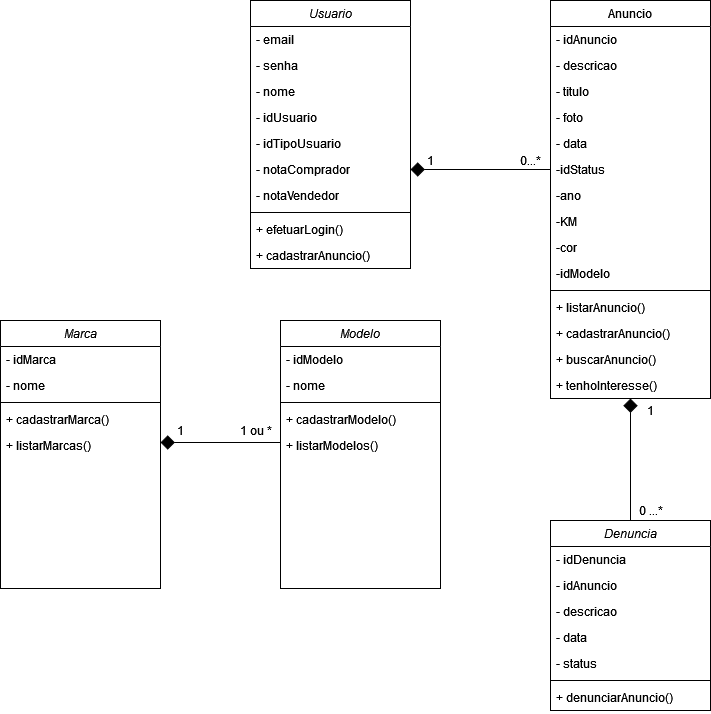 Usuario
- email
- senha
- nome
- idUsuario
- idTipoUsuario
- notaComprador
- notaVendedor
+ efetuarLogin()
+ cadastrarAnuncio()
1
0...*
Anuncio
- idAnuncio
- descricao
- titulo
- foto
- data
-idStatus
-ano
-KM
-cor
-idModelo
+ listarAnuncio()
+ cadastrarAnuncio()
+ buscarAnuncio()
+ tenhoInteresse()
1
0 ...*
Marca
- idMarca
- nome
+ cadastrarMarca()
+ listarMarcas()
1
1 ou *
Modelo
- idModelo
- nome
+ cadastrarModelo()
+ listarModelos()
Denuncia
- idDenuncia
- idAnuncio
- descricao
- data
- status
+ denunciarAnuncio()